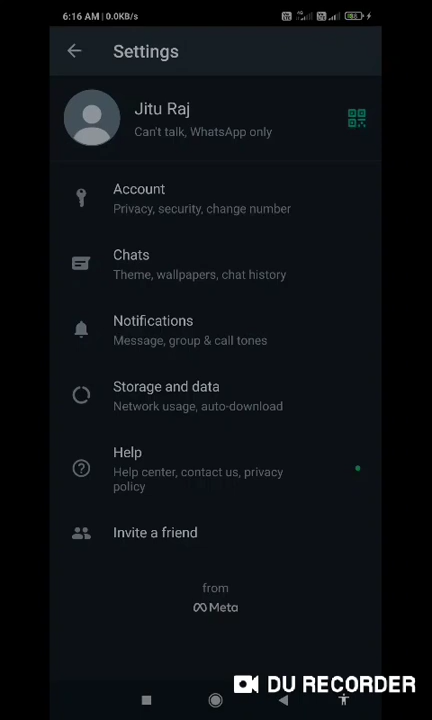 6:16 AM | 0.0KB/s
Settings
Jitu Raj
Can't talk, WhatsApp only
Account
Privacy, security, change number
Chats
Theme, wallpapers, chat history
Notifications
Message, group & call tones
Storage and data
Network usage, auto-download
Help
Help center, contact us, privacy
policy
Invite a friend
from
Meta
DU RECORDER